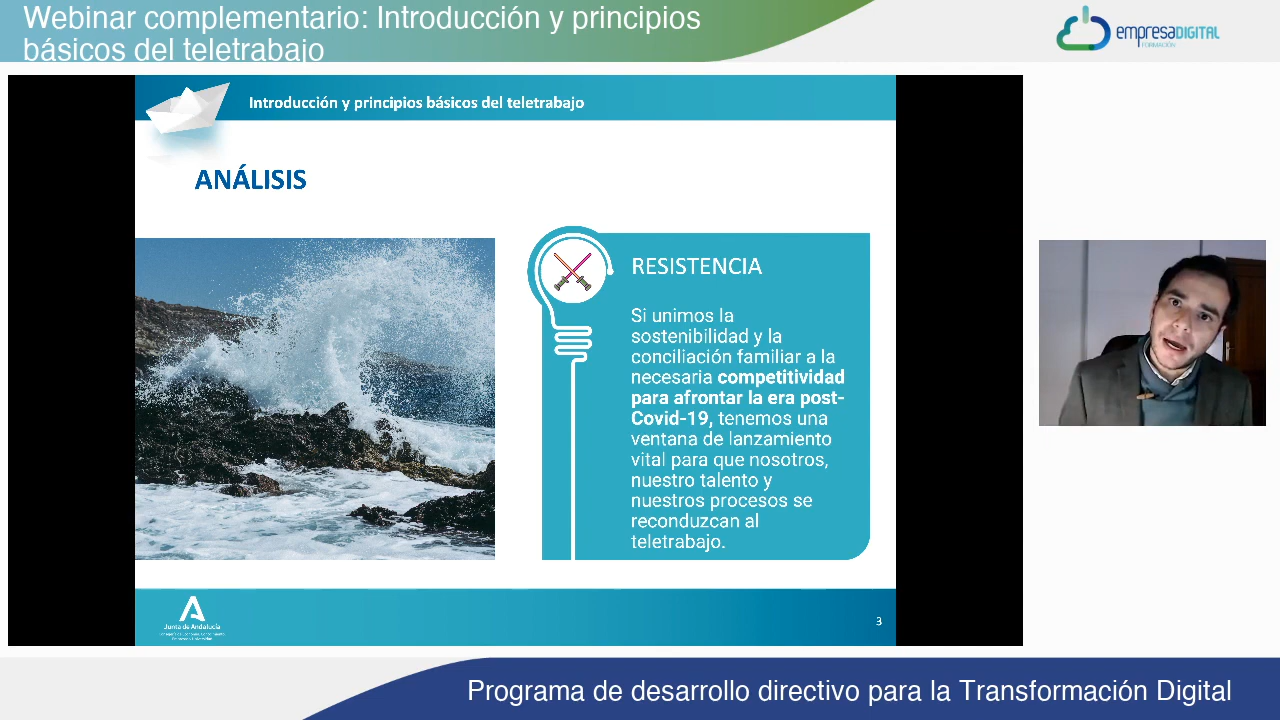 Webinar complementario: Introducción y principios
básicos del teletrabajo
empresaDIGITAL
FORMACIÓN
Introducción y principios básicos del teletrabajo
ANÁLISIS
RESISTENCIA
Si unimos la
sostenibilidad y la
conciliación familiar a la
necesaria competitividad
para afrontar la era post-
Covid-19, tenemos una
ventana de lanzamiento
vital para que nosotros,
nuestro talento y
nuestros procesos se
reconduzcan al
teletrabajo.
Junta de Andalucía
3
Programa de desarrollo directivo para la Transformación Digital